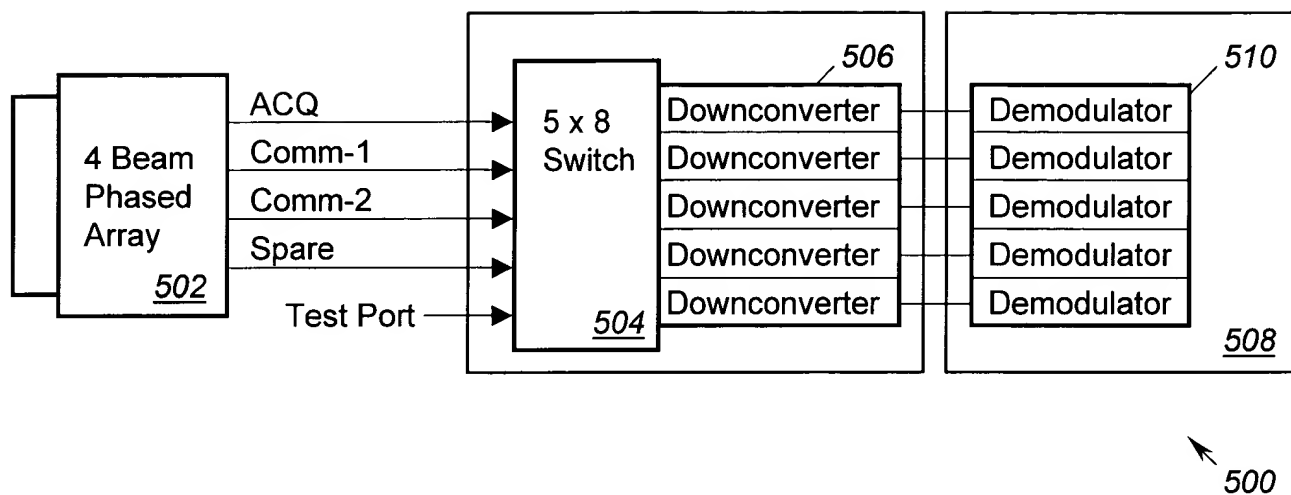 4 Beam
Phased
Array
502
ACQ
Comm-1
Comm-2
Spare
Test Port
5 x 8
Switch
504
506
Downconverter
Downconverter
Downconverter
Downconverter
Downconverter
510
Demodulator
Demodulator
Demodulator
Demodulator
Demodulator
508
500